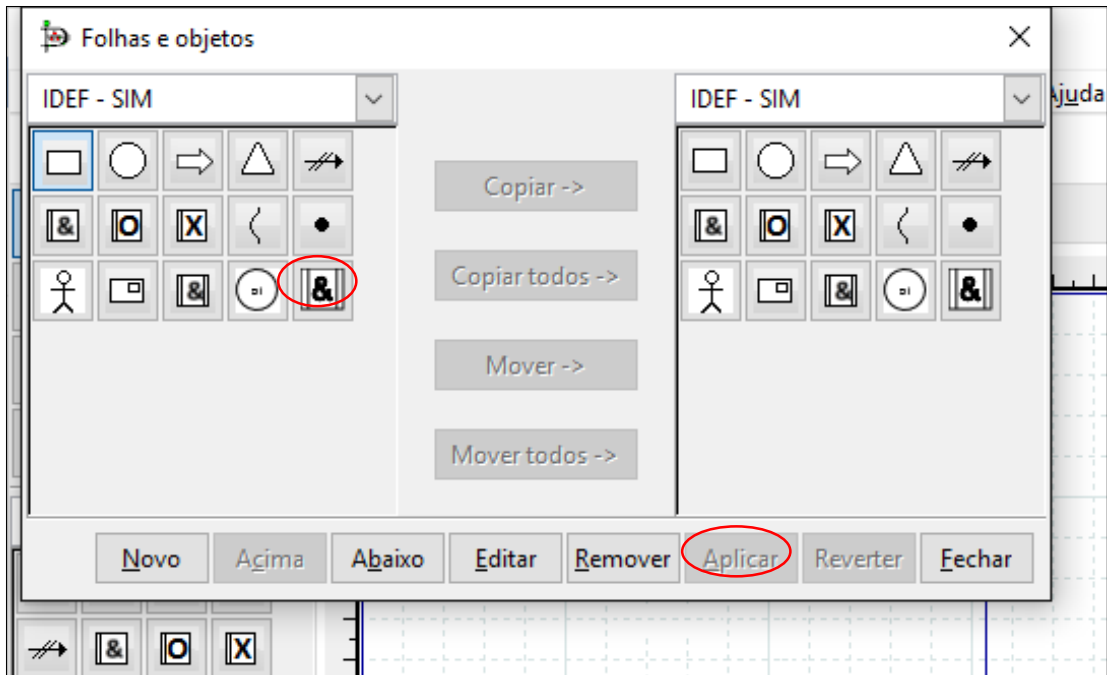 Folhas e objetos
Ajuda
IDEF - SIM
IDEF - SIM
Copiar ->
Copiar todos ->
Mover ->
Mover todos ->
& O X
& O X
& &
& &
Novo Acima Abaixo Editar Remover Aplicar Reverter Fechar
& O X